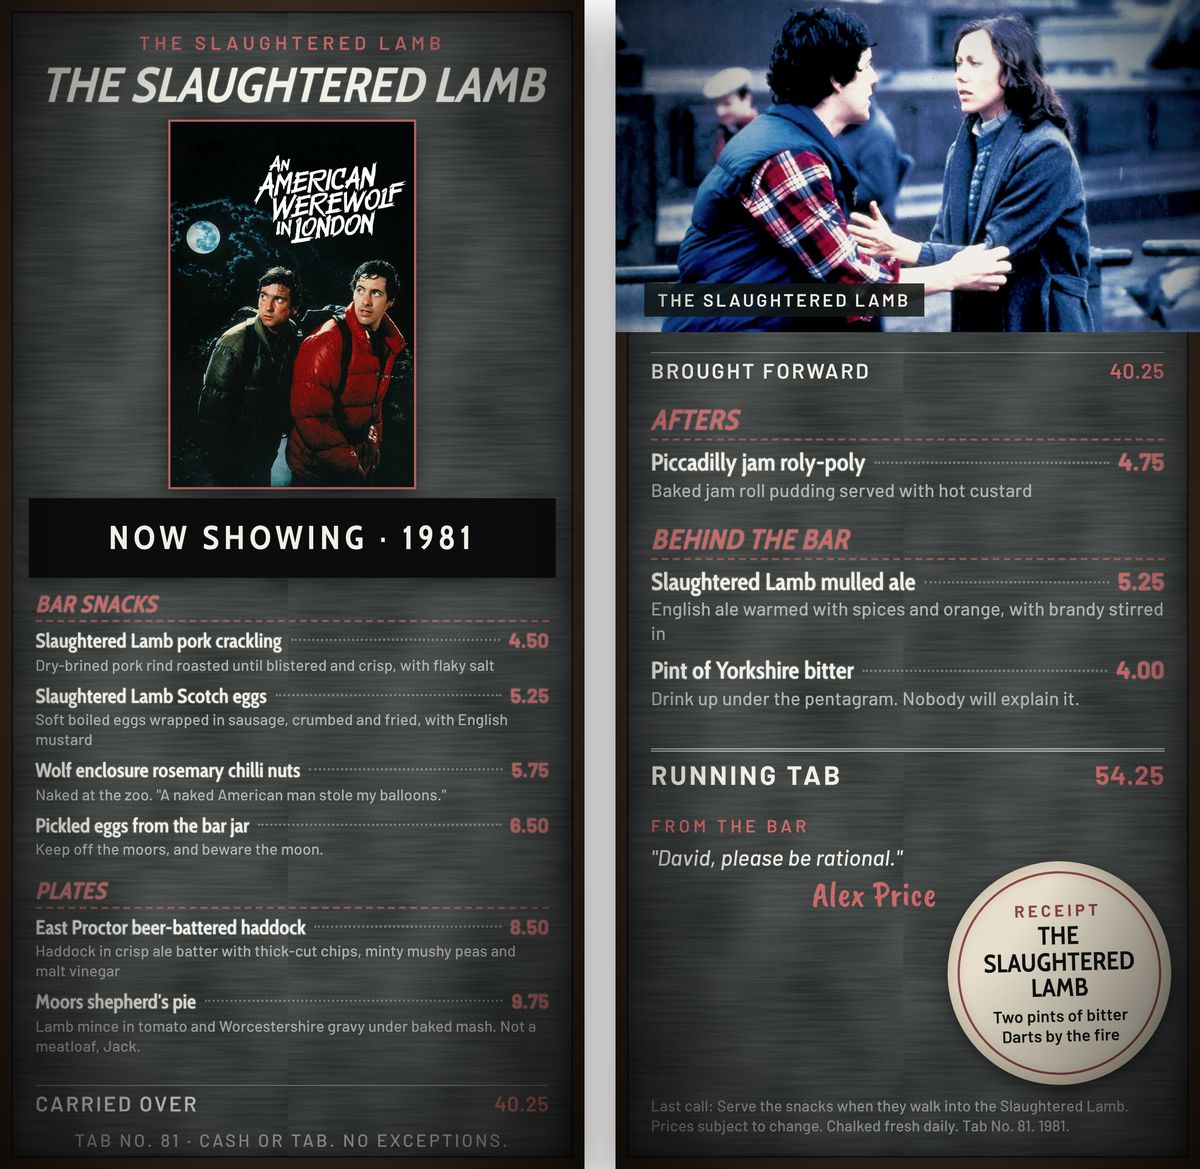 THE SLAUGHTERED LAMB
THE SLAUGHTERED LAMB
AN
AMERICAN
WEREWOLF
IN LONDON
NOW SHOWING · 1981
BAR SNACKS
Slaughtered Lamb pork crackling 4.50
Dry-brined pork rind roasted until blistered and crisp, with flaky salt
Slaughtered Lamb Scotch eggs 5.25
Soft boiled eggs wrapped in sausage, crumbed and fried, with English
mustard
Wolf enclosure rosemary chilli nuts 5.75
Naked at the zoo. "A naked American man stole my balloons."
Pickled eggs from the bar jar 6.50
Keep off the moors, and beware the moon.
PLATES
East Proctor beer-battered haddock 8.50
Haddock in crisp ale batter with thick-cut chips, minty mushy peas and
malt vinegar
Moors shepherd's pie 9.75
Lamb mince in tomato and Worcestershire gravy under baked mash. Not a
meatloaf, Jack.
CARRIED OVER 40.25
TAB NO. 81 · CASH OR TAB. NO EXCEPTIONS.
THE SLAUGHTERED LAMB
BROUGHT FORWARD 40.25
AFTERS
Piccadilly jam roly-poly 4.75
Baked jam roll pudding served with hot custard
BEHIND THE BAR
Slaughtered Lamb mulled ale 5.25
English ale warmed with spices and orange, with brandy stirred
in
Pint of Yorkshire bitter 4.00
Drink up under the pentagram. Nobody will explain it.
RUNNING TAB 54.25
FROM THE BAR
"David, please be rational."
Alex Price
RECEIPT
THE
SLAUGHTERED
LAMB
Two pints of bitter
Darts by the fire
Last call: Serve the snacks when they walk into the Slaughtered Lamb.
Prices subject to change. Chalked fresh daily. Tab No. 81. 1981.